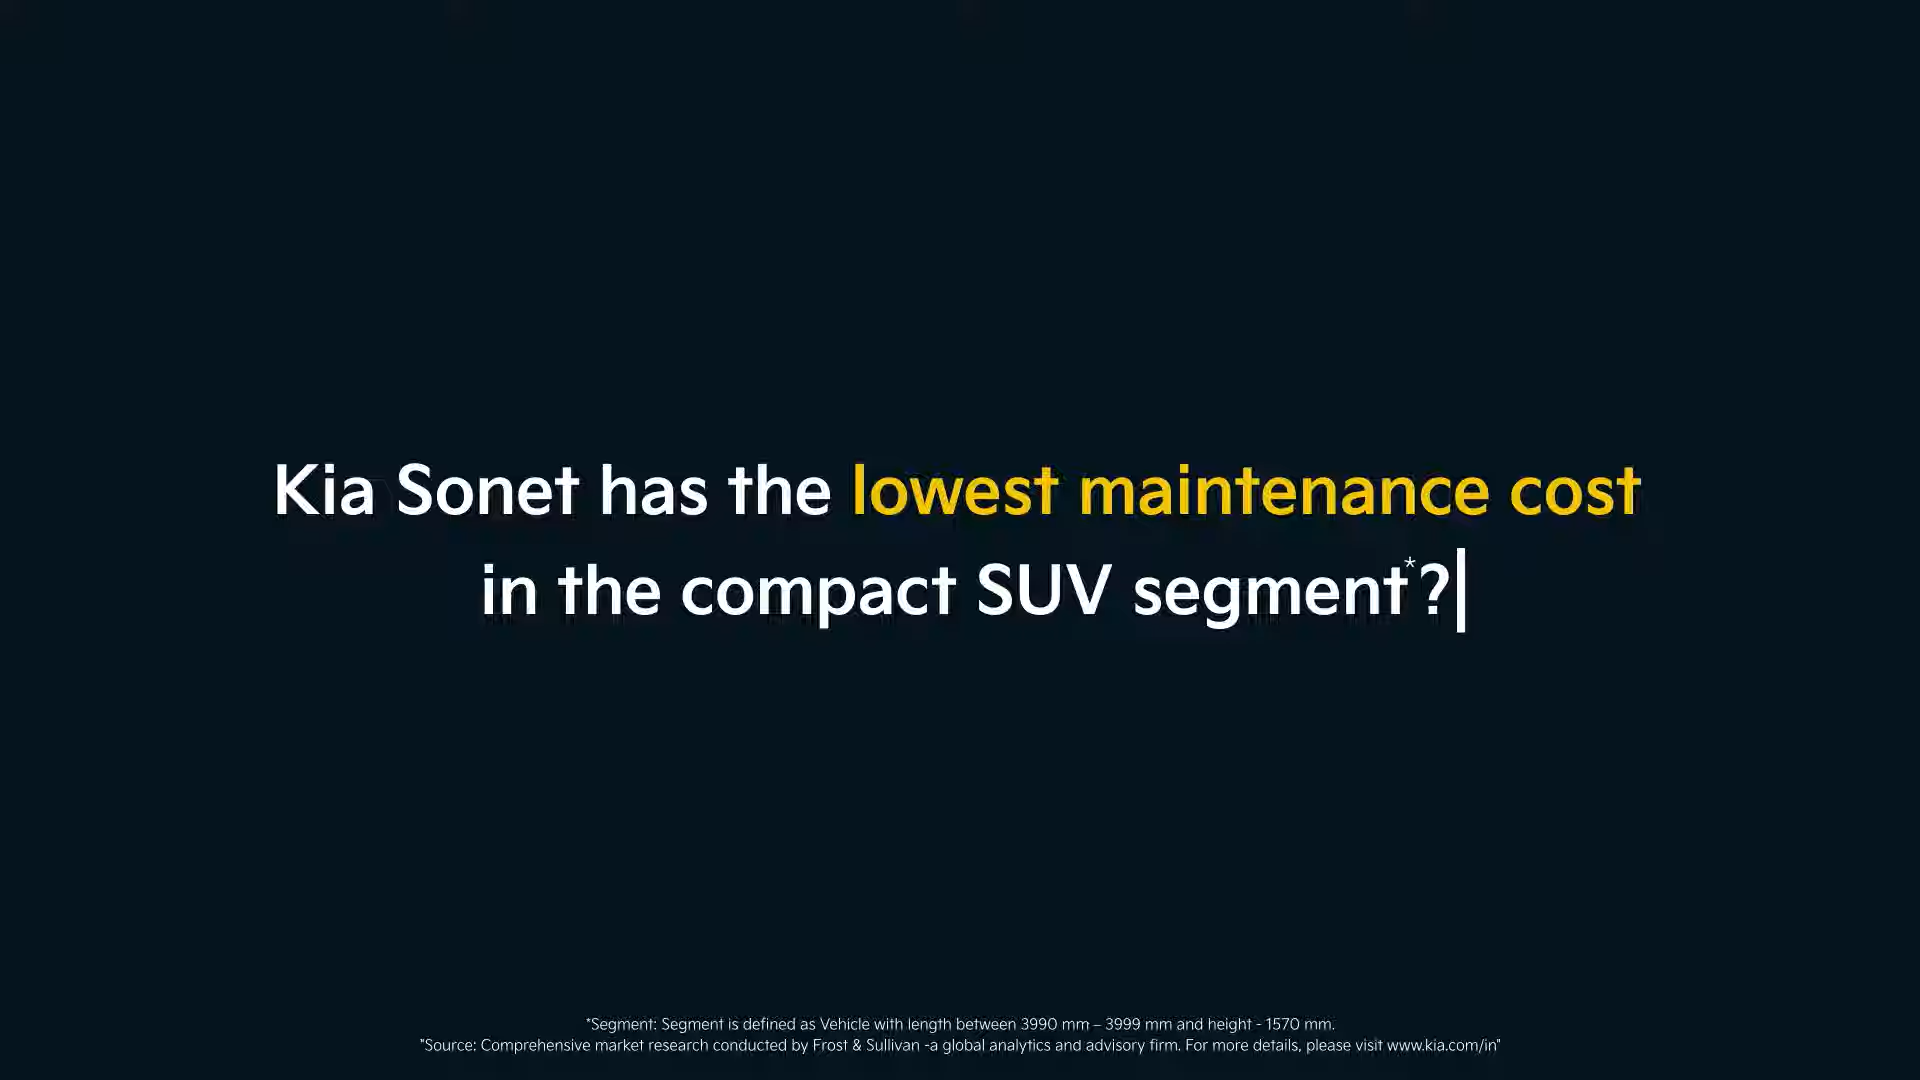 Kia Sonet has the lowest maintenance cost
in the compact SUV segment*?|
*Segment: Segment is defined as Vehicle with length between 3990 mm – 3999 mm and height - 1570 mm.
"Source: Comprehensive market research conducted by Frost & Sullivan -a global analytics and advisory firm. For more details, please visit www.kia.com/in"